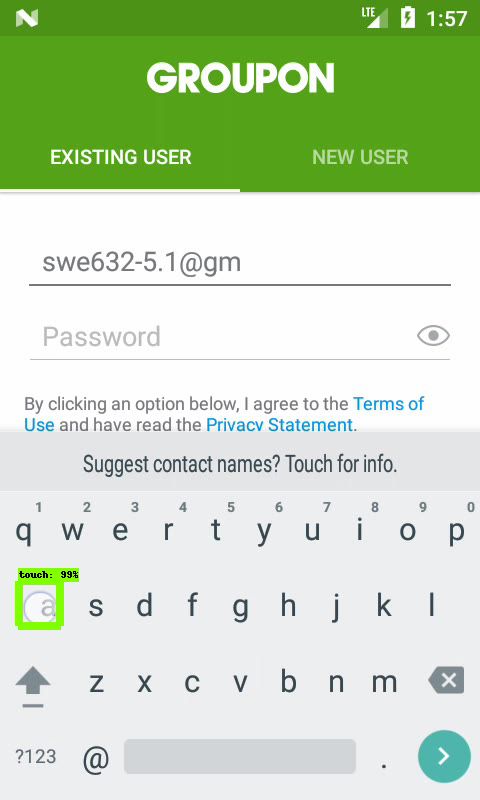 LTE 1:57
GROUPON
EXISTING USER NEW USER
swe632-5.1@gm
Password
By clicking an option below, I agree to the Terms of
Use and have read the Privacy Statement.
Suggest contact names? Touch for info.
1 2 3 4 5 6 7 8 9 0
q w e r t y u i o p
touch: 99%
a s d f g h j k l
z x c v b n m
?123 @ .